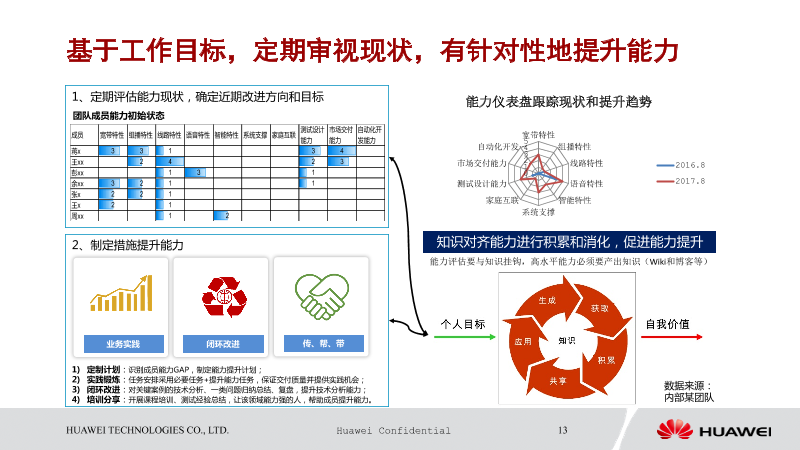 基于工作目标，定期审视现状，有针对性地提升能力
1、定期评估能力现状，确定近期改进方向和目标
团队成员能力初始状态
成员 宽带特性 组播特性 线路特性 语音特性 智能特性 系统支撑 家庭互联 测试设计能力 市场交付能力 自动化开发能力
蒋x 3 3 1 3 4
王xx 2 4 2 3
彭xx 1 3 1
余xx 3 2 1 1
张x 2 2 1
王x 2 1
周xx 1 2
2、制定措施提升能力
业务实践
闭环改进
传、帮、带
1) 定制计划：识别成员能力GAP，制定能力提升计划；
2) 实践锻炼：任务安排采用必要任务+提升能力任务，保证交付质量并提供实践机会；
3) 闭环改进：对关键案例的技术分析、一类问题归纳总结、复盘，提升技术分析能力；
4) 培训分享：开展课程培训、测试经验总结，让该领域能力强的人，帮助成员提升能力。
能力仪表盘跟踪现状和提升趋势
宽带特性
组播特性
线路特性
语音特性
智能特性
系统支撑
家庭互联
测试设计能力
市场交付能力
自动化开发
2016.8
2017.8
知识对齐能力进行积累和消化，促进能力提升
能力评估要与知识挂钩，高水平能力必须要产出知识（Wiki和博客等）
个人目标
生成
获取
积累
共享
应用
知识
自我价值
数据来源：
内部某团队
HUAWEI TECHNOLOGIES CO., LTD.
Huawei Confidential
13
HUAWEI